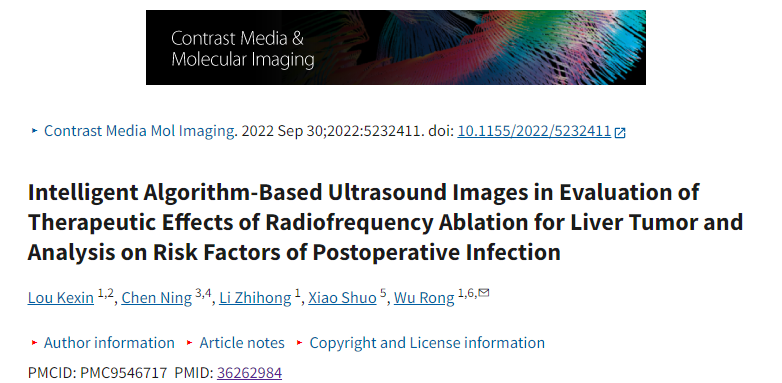 Contrast Media &
Molecular Imaging
Contrast Media Mol Imaging. 2022 Sep 30;2022:5232411. doi: 10.1155/2022/5232411
Intelligent Algorithm-Based Ultrasound Images in Evaluation of
Therapeutic Effects of Radiofrequency Ablation for Liver Tumor and
Analysis on Risk Factors of Postoperative Infection
Lou Kexin 1,2, Chen Ning 3,4, Li Zhihong 1, Xiao Shuo 5, Wu Rong 1,6,
Author information Article notes Copyright and License information
PMCID: PMC9546717 PMID: 36262984